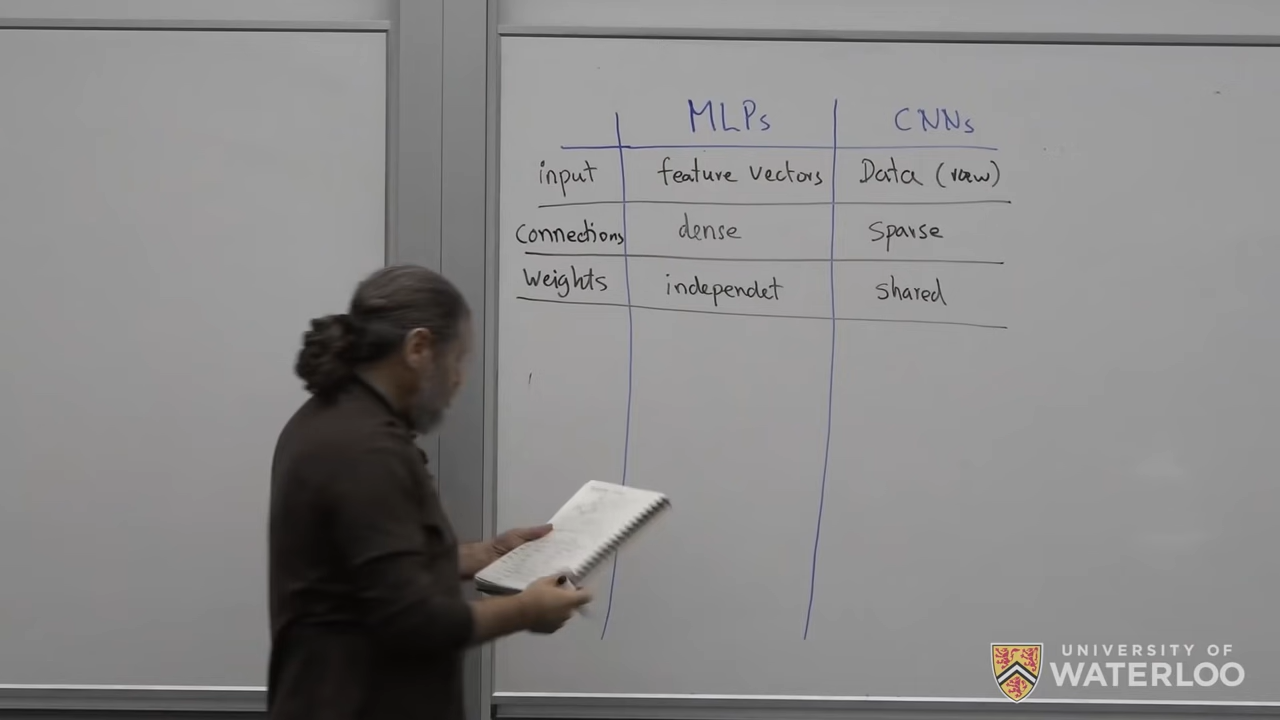 MLPs CNNs
input feature vectors Data (raw)
Connections dense sparse
Weights independet shared
UNIVERSITY OF
WATERLOO